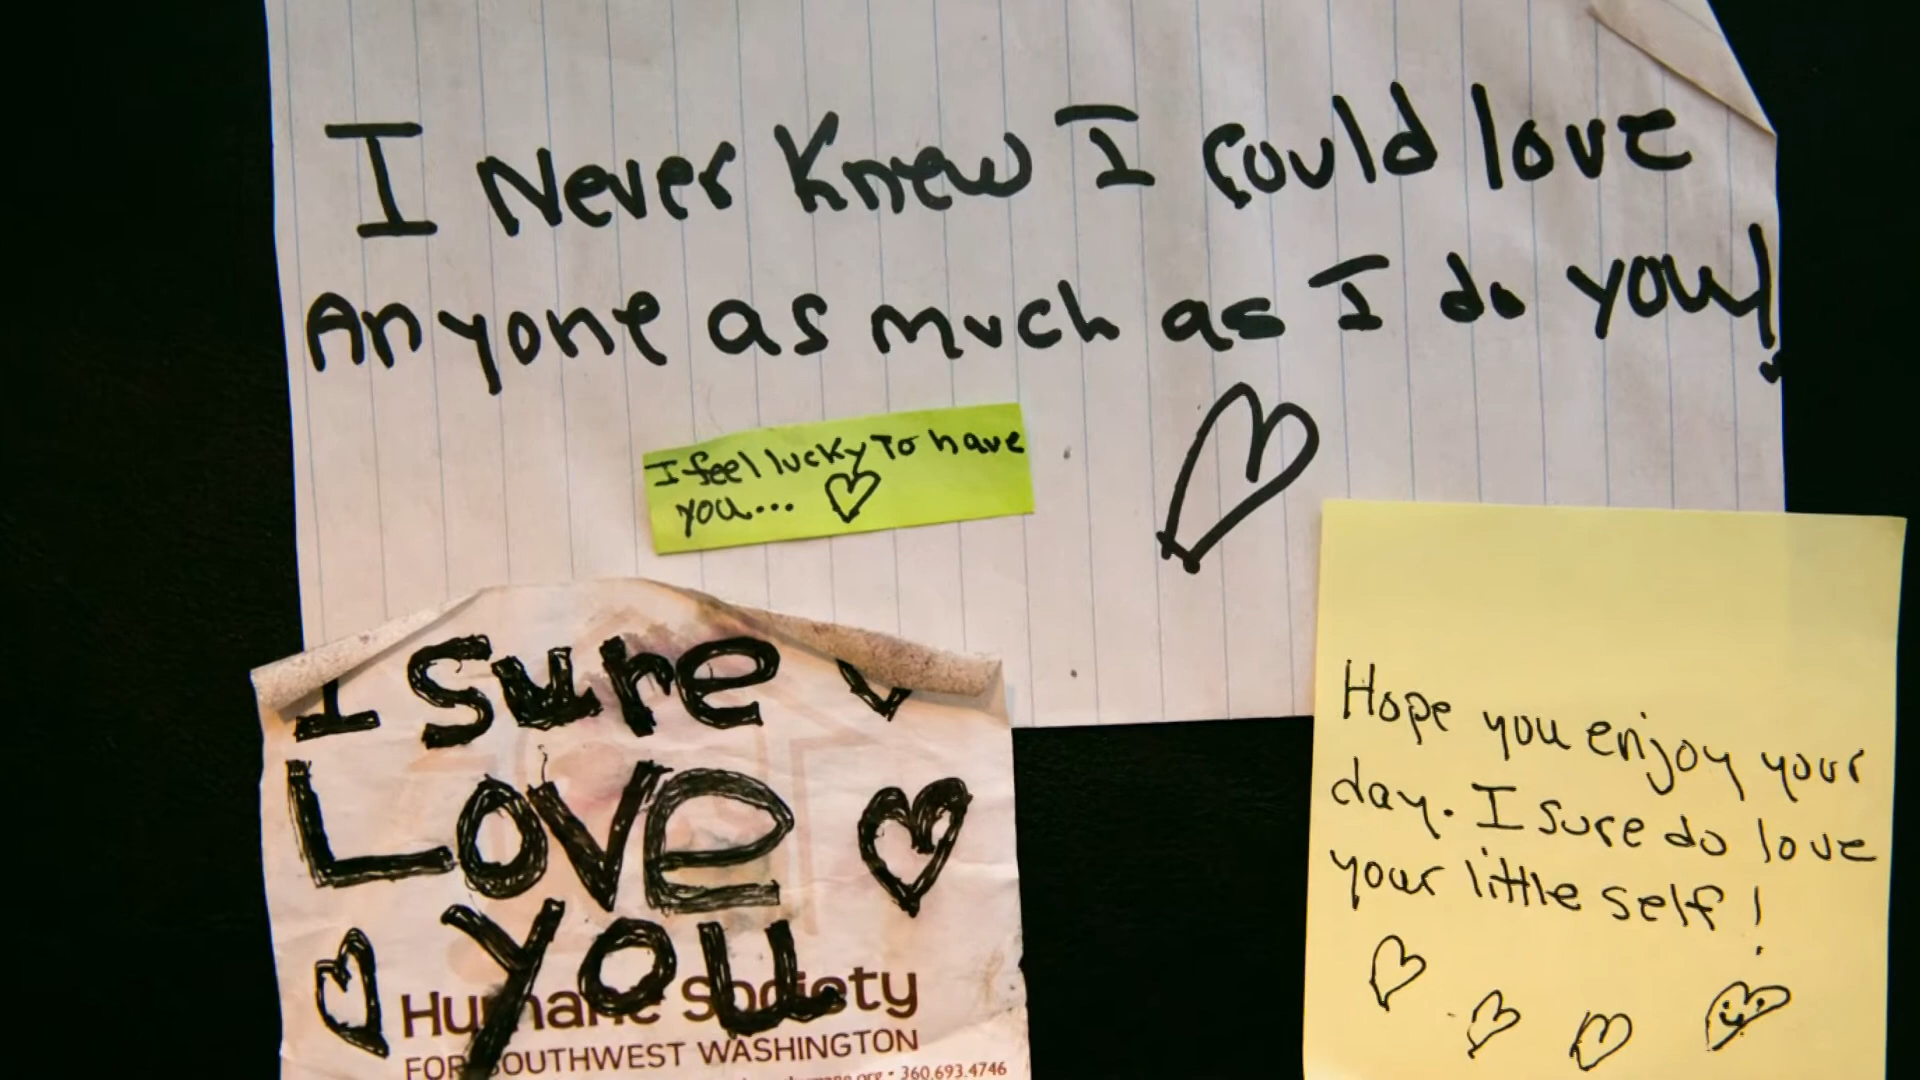 I Never Knew I could love
Anyone as much as I do you!
I feel lucky To have
you...
I sure
Love
you
Humane Society
FOR SOUTHWEST WASHINGTON
360.693.4746
Hope you enjoy your
day. I sure do love
your little self!